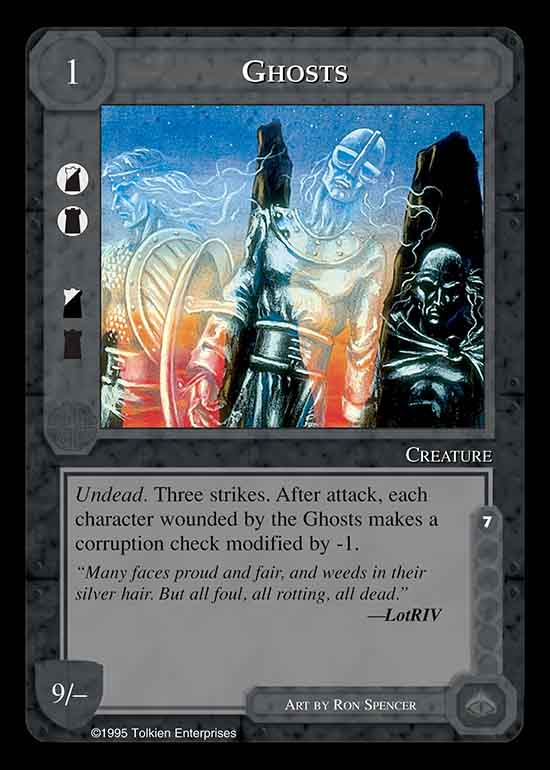 1
GHOSTS
CREATURE
Undead. Three strikes. After attack, each
character wounded by the Ghosts makes a
corruption check modified by -1.
7
“Many faces proud and fair, and weeds in their
silver hair. But all foul, all rotting, all dead.”
—LotRIV
9/–
ART BY RON SPENCER
©1995 Tolkien Enterprises